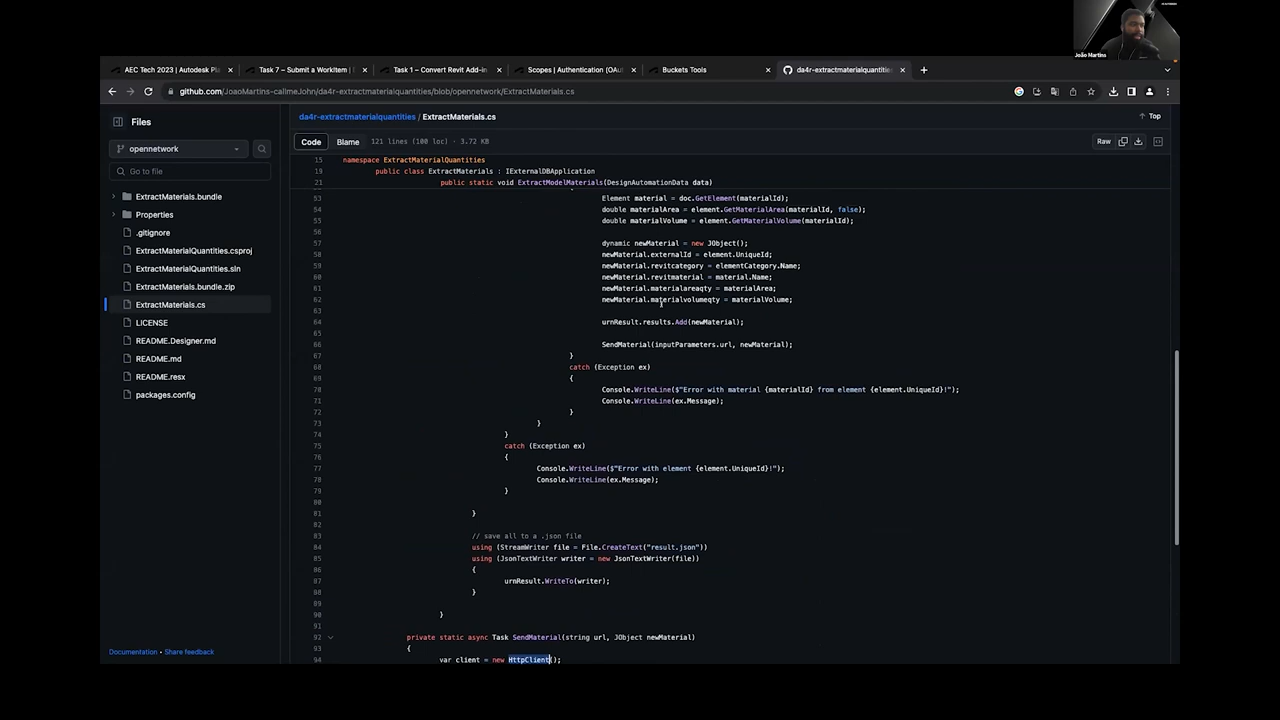 João Martins
AEC Tech 2023 | Autodesk Pla
Task 7 – Submit a WorkItem |
Task 1 – Convert Revit Add-in
Scopes | Authentication (OAu
Buckets Tools
da4r-extractmaterialquantitie
github.com/JoaoMartins-callmeJohn/da4r-extractmaterialquantities/blob/opennetwork/ExtractMaterials.cs
Files
opennetwork
Go to file
ExtractMaterials.bundle
Properties
.gitignore
ExtractMaterialQuantities.csproj
ExtractMaterialQuantities.sln
ExtractMaterials.bundle.zip
ExtractMaterials.cs
LICENSE
README.Designer.md
README.md
README.resx
packages.config
Documentation • Share feedback
da4r-extractmaterialquantities / ExtractMaterials.cs
Top
Code Blame 121 lines (100 loc) · 3.72 KB
Raw
15 namespace ExtractMaterialQuantities
19 public class ExtractMaterials : IExternalDBApplication
21 public static void ExtractModelMaterials(DesignAutomationData data)
53 Element material = doc.GetElement(materialId);
54 double materialArea = element.GetMaterialArea(materialId, false);
55 double materialVolume = element.GetMaterialVolume(materialId);
56
57 dynamic newMaterial = new JObject();
58 newMaterial.externalId = element.UniqueId;
59 newMaterial.revitcategory = elementCategory.Name;
60 newMaterial.revitmaterial = material.Name;
61 newMaterial.materialareaqty = materialArea;
62 newMaterial.materialvolumeqty = materialVolume;
63
64 urnResult.results.Add(newMaterial);
65
66 SendMaterial(inputParameters.url, newMaterial);
67 }
68 catch (Exception ex)
69 {
70 Console.WriteLine($"Error with material {materialId} from element {element.UniqueId}!");
71 Console.WriteLine(ex.Message);
72 }
73 }
74 }
75 catch (Exception ex)
76 {
77 Console.WriteLine($"Error with element {element.UniqueId}!");
78 Console.WriteLine(ex.Message);
79 }
80
81 }
82
83 // save all to a .json file
84 using (StreamWriter file = File.CreateText("result.json"))
85 using (JsonTextWriter writer = new JsonTextWriter(file))
86 {
87 urnResult.WriteTo(writer);
88 }
89
90 }
91
92 private static async Task SendMaterial(string url, JObject newMaterial)
93 {
94 var client = new HttpClient();